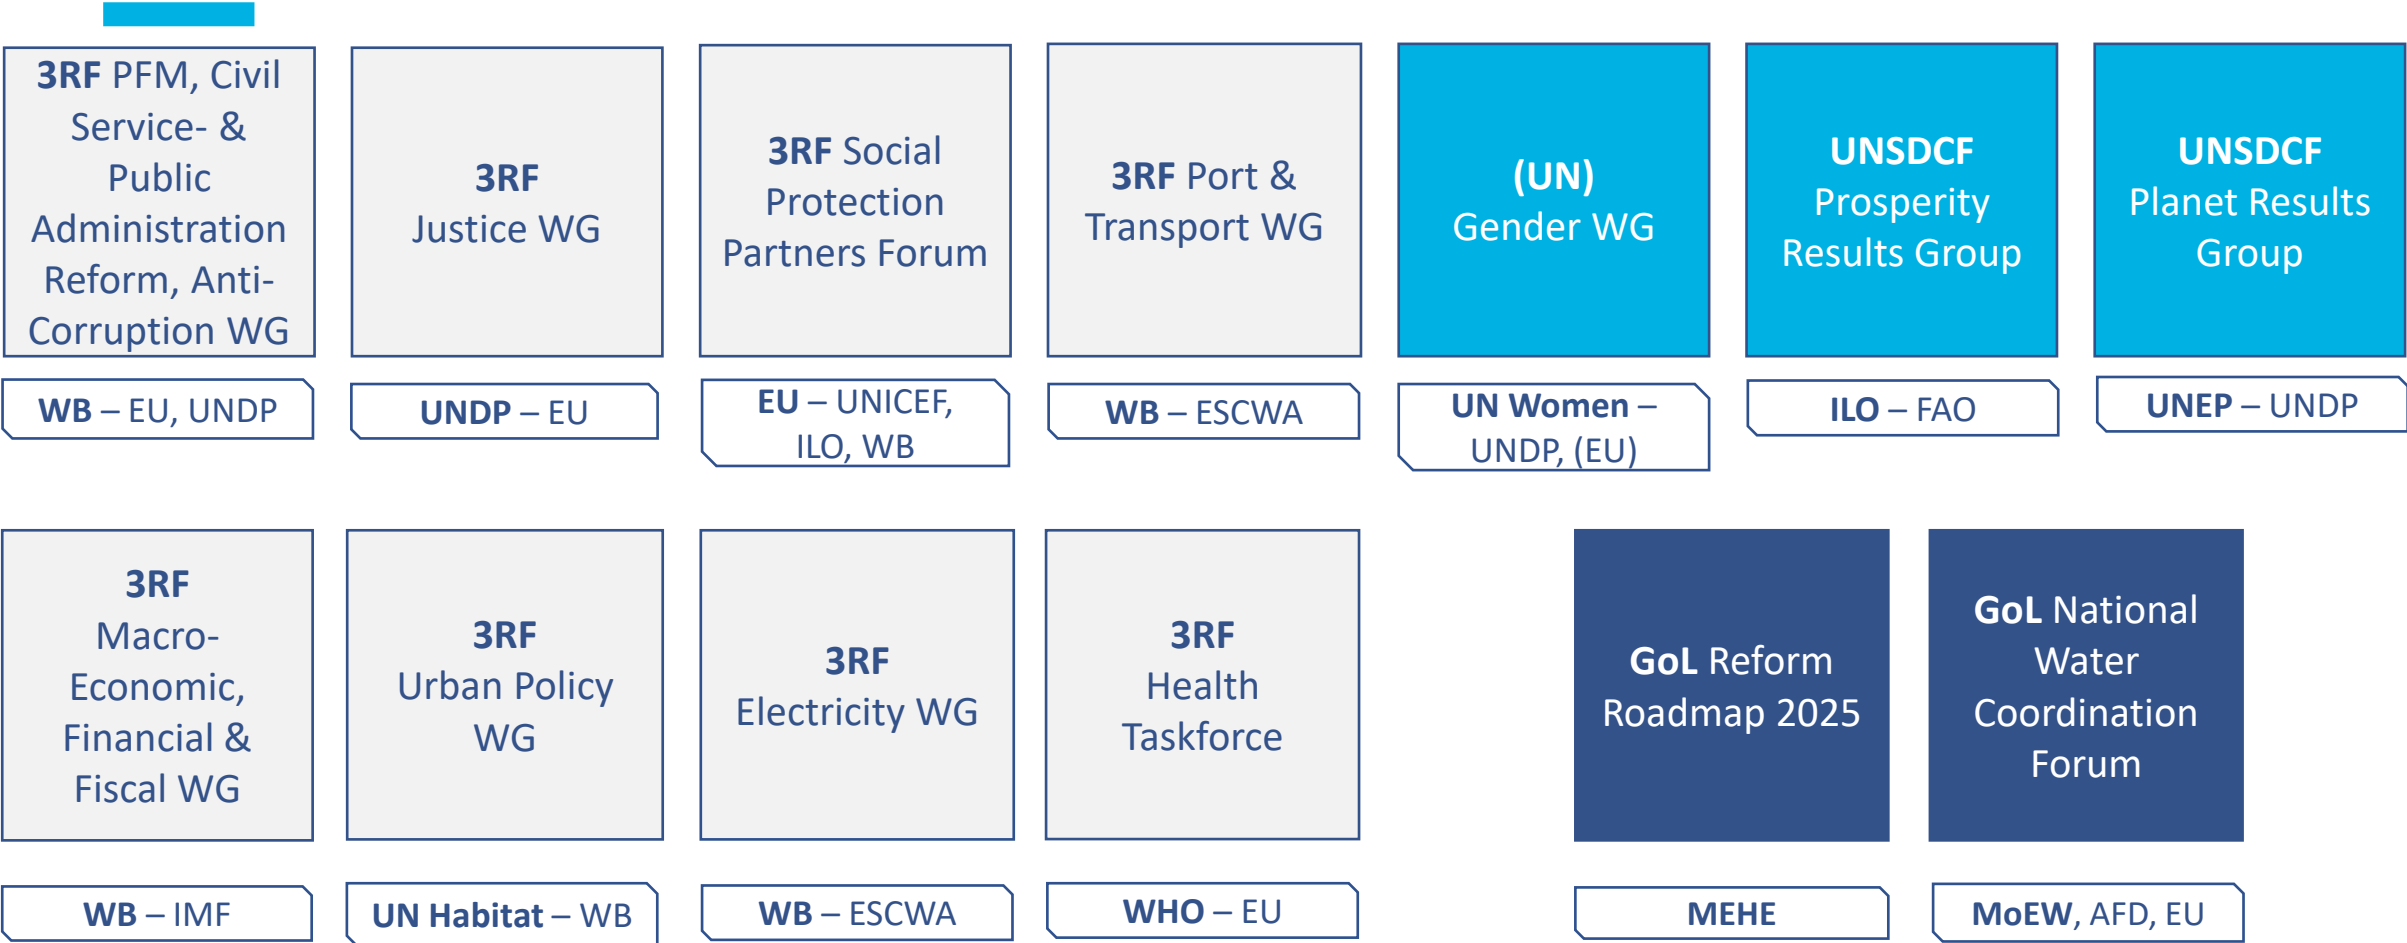 3RF PFM, Civil
Service- &
Public
Administration
Reform, Anti-
Corruption WG
WB – EU, UNDP
3RF
Justice WG
UNDP – EU
3RF Social
Protection
Partners Forum
EU – UNICEF,
ILO, WB
3RF Port &
Transport WG
WB – ESCWA
(UN)
Gender WG
UN Women –
UNDP, (EU)
UNSDCF
Prosperity
Results Group
ILO – FAO
UNSDCF
Planet Results
Group
UNEP – UNDP
3RF
Macro-
Economic,
Financial &
Fiscal WG
WB – IMF
3RF
Urban Policy
WG
UN Habitat – WB
3RF
Electricity WG
WB – ESCWA
3RF
Health
Taskforce
WHO – EU
GoL Reform
Roadmap 2025
MEHE
GoL National
Water
Coordination
Forum
MoEW, AFD, EU